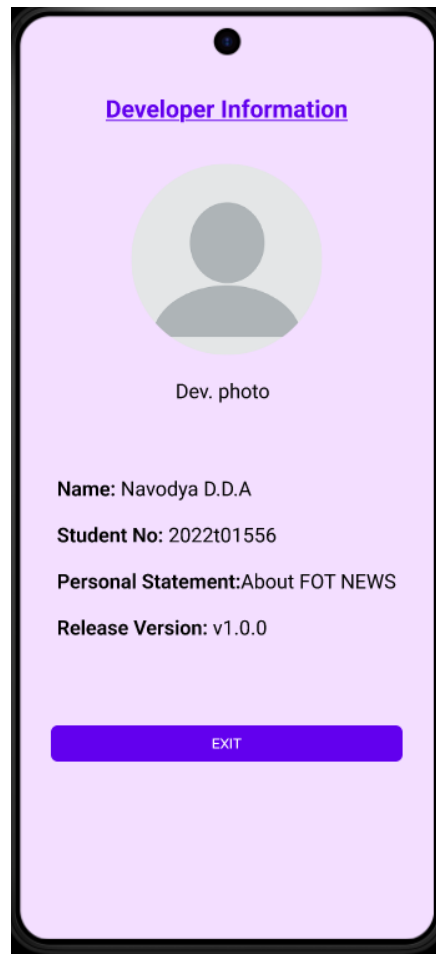 Developer Information
Dev. photo
Name: Navodya D.D.A
Student No: 2022t01556
Personal Statement:About FOT NEWS
Release Version: v1.0.0
EXIT